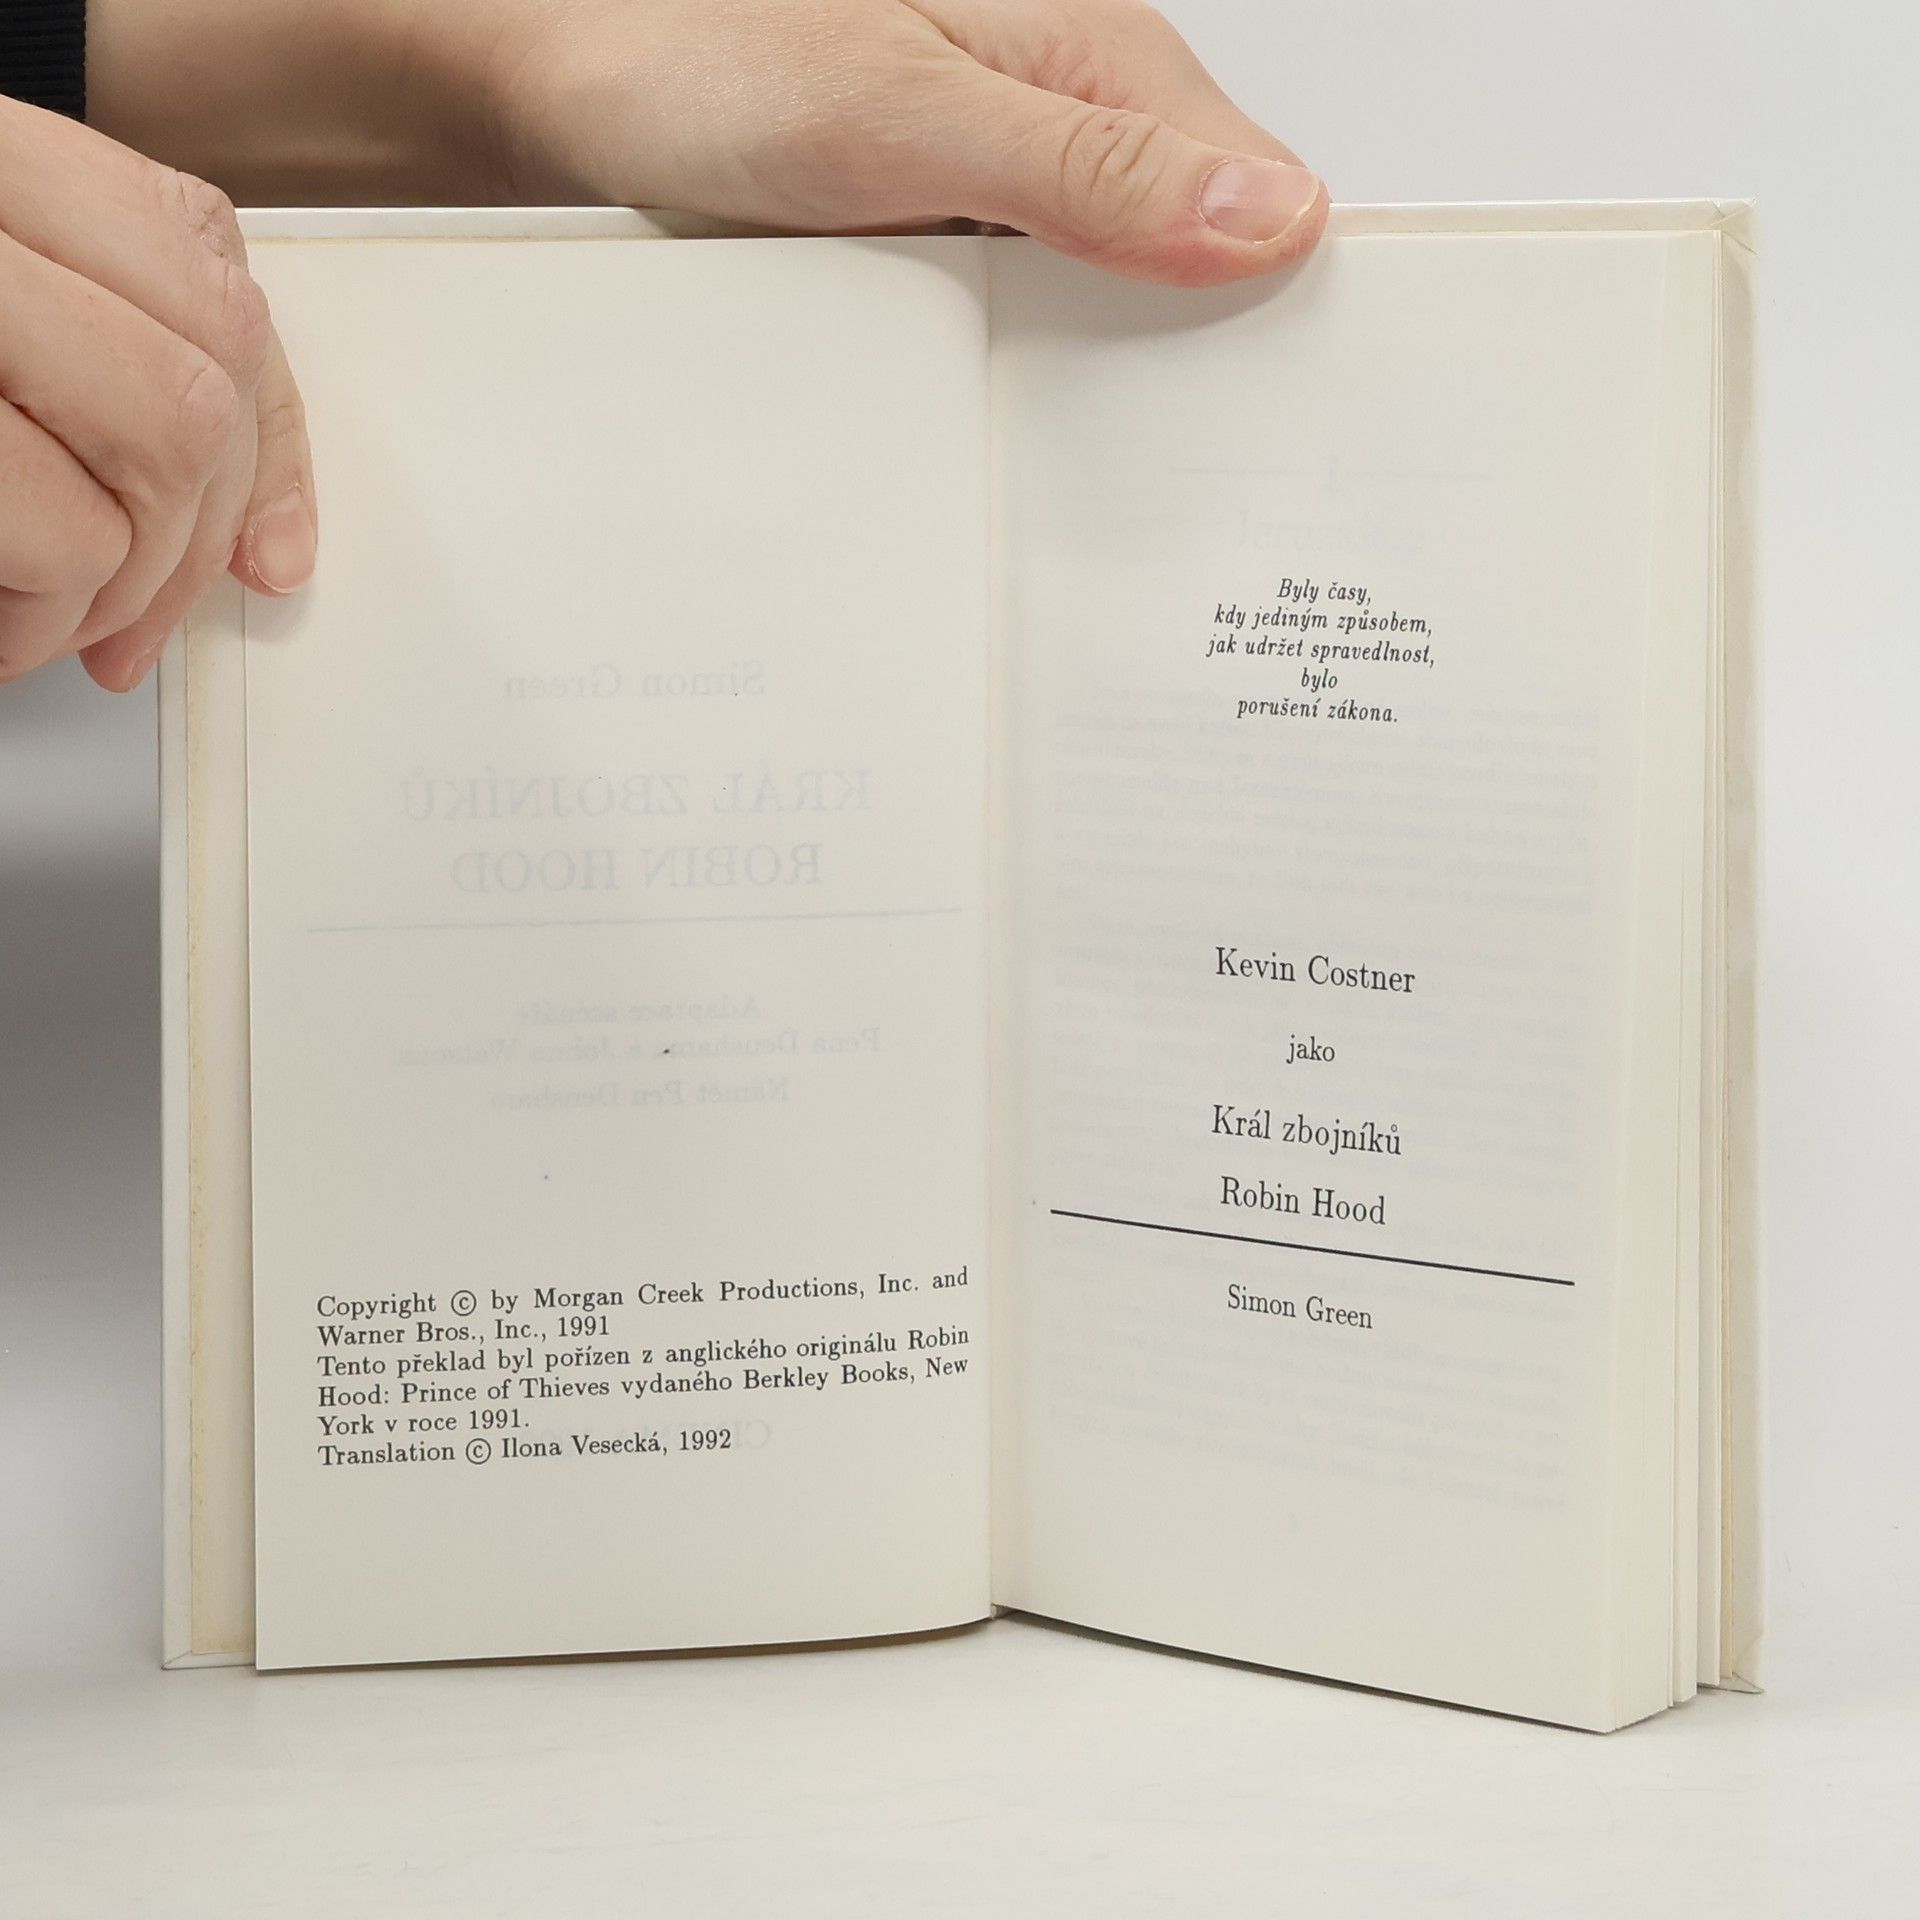 Copyright © by Morgan Creek Productions, Inc. and
Warner Bros., Inc., 1991
Tento překlad byl pořízen z anglického originálu Robin
Hood: Prince of Thieves vydaného Berkley Books, New
York v roce 1991.
Translation © Ilona Vesecká, 1992
Byly časy,
kdy jediným způsobem,
jak udržet spravedlnost,
bylo
porušení zákona.
Kevin Costner
jako
Král zbojníků
Robin Hood
Simon Green